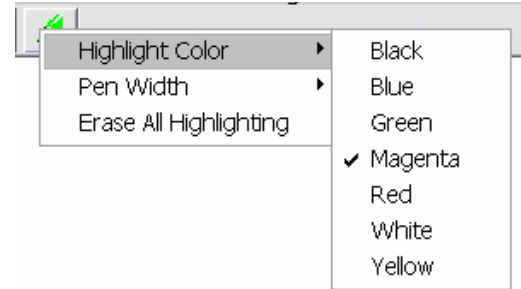 Highlight Color
Pen Width
Erase All Highlighting
Black
Blue
Green
Magenta
Red
White
Yellow